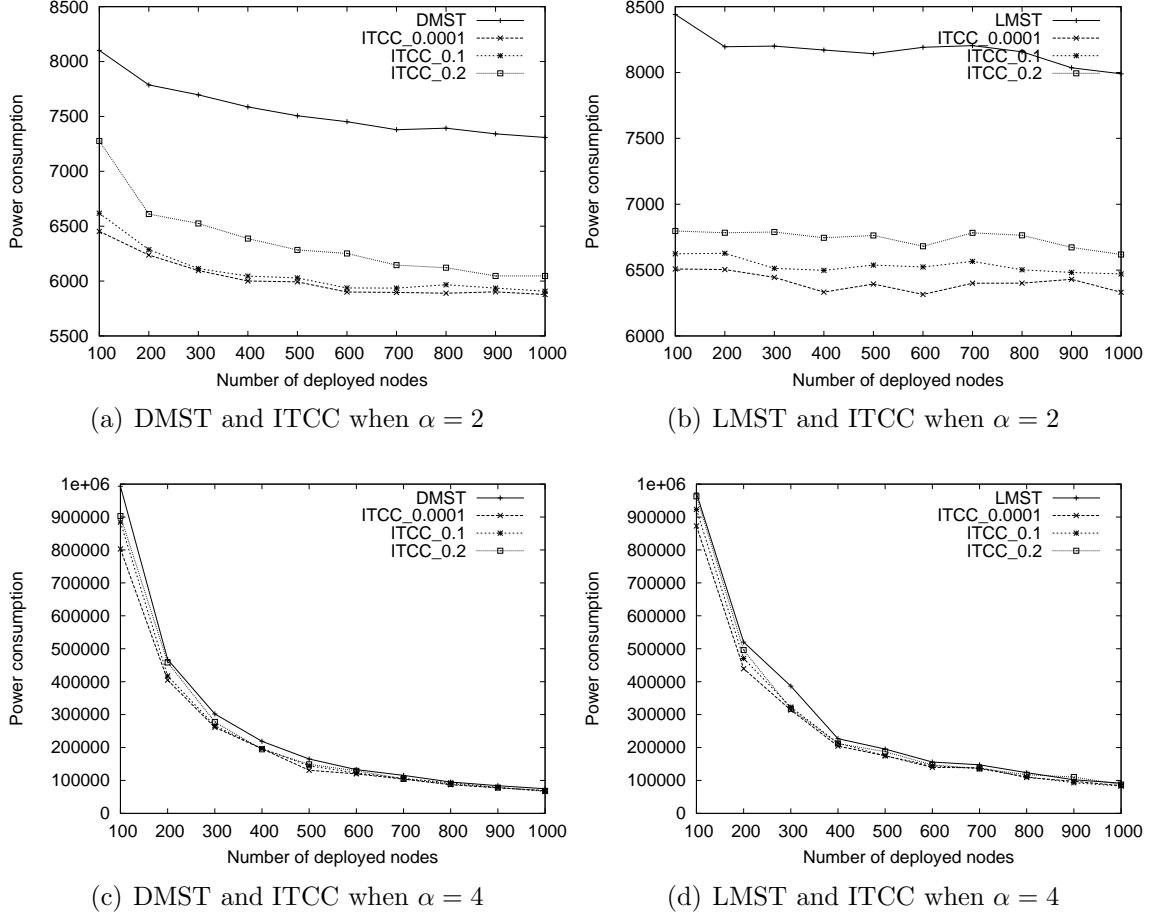 8500
8000
7500
7000
6500
6000
5500
Power consumption
100 200 300 400 500 600 700 800 900 1000
Number of deployed nodes
DMST
ITCC_0.0001
ITCC_0.1
ITCC_0.2
(a) DMST and ITCC when α = 2
8500
8000
7500
7000
6500
6000
Power consumption
100 200 300 400 500 600 700 800 900 1000
Number of deployed nodes
LMST
ITCC_0.0001
ITCC_0.1
ITCC_0.2
(b) LMST and ITCC when α = 2
1e+06
900000
800000
700000
600000
500000
400000
300000
200000
100000
0
Power consumption
100 200 300 400 500 600 700 800 900 1000
Number of deployed nodes
DMST
ITCC_0.0001
ITCC_0.1
ITCC_0.2
(c) DMST and ITCC when α = 4
1e+06
900000
800000
700000
600000
500000
400000
300000
200000
100000
0
Power consumption
100 200 300 400 500 600 700 800 900 1000
Number of deployed nodes
LMST
ITCC_0.0001
ITCC_0.1
ITCC_0.2
(d) LMST and ITCC when α = 4